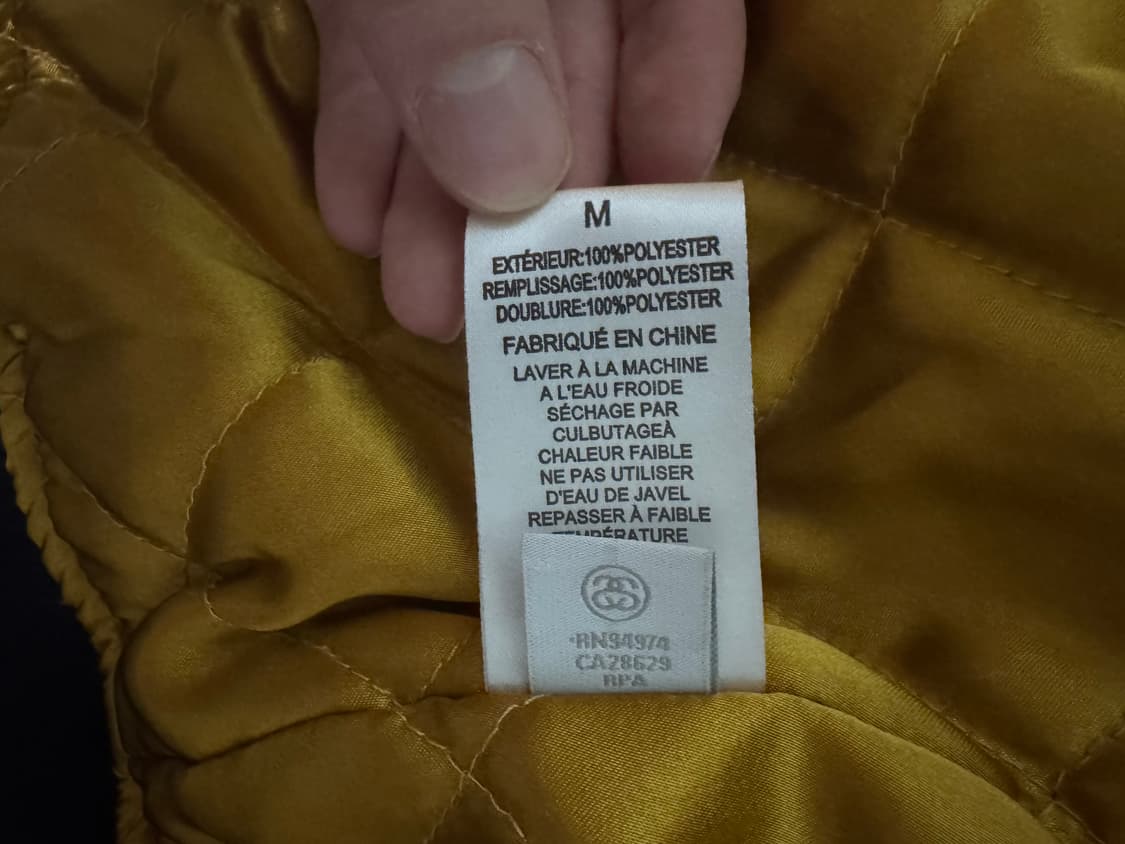 M
EXTÉRIEUR:100%POLYESTER
REMPLISSAGE:100%POLYESTER
DOUBLURE:100%POLYESTER
FABRIQUÉ EN CHINE
LAVER À LA MACHINE
A L'EAU FROIDE
SÉCHAGE PAR
CULBUTAGEÀ
CHALEUR FAIBLE
NE PAS UTILISER
D'EAU DE JAVEL
REPASSER À FAIBLE
TEMPÉRATURE
RN94974
CA28629
RPA